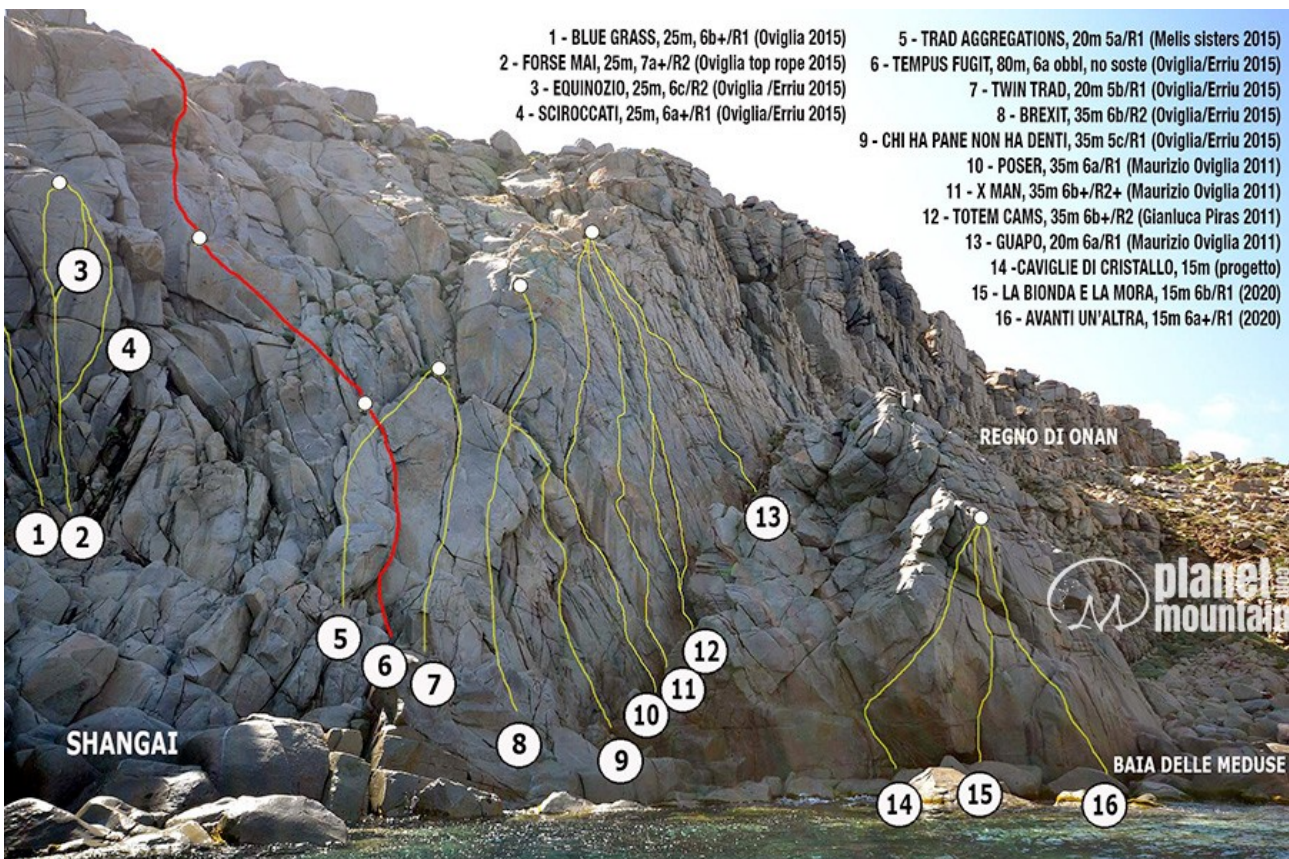 1 - BLUE GRASS, 25m, 6b+/R1 (Oviglia 2015)
2 - FORSE MAI, 25m, 7a+/R2 (Oviglia top rope 2015)
3 - EQUINOZIO, 25m, 6c/R2 (Oviglia /Erriu 2015)
4 - SCIROCCATI, 25m, 6a+/R1 (Oviglia/Erriu 2015)
5 - TRAD AGGREGATIONS, 20m 5a/R1 (Melis sisters 2015)
6 - TEMPUS FUGIT, 80m, 6a obbl, no soste (Oviglia/Erriu 2015)
7 - TWIN TRAD, 20m 5b/R1 (Oviglia/Erriu 2015)
8 - BREXIT, 35m 6b/R2 (Oviglia/Erriu 2015)
9 - CHI HA PANE NON HA DENTI, 35m 5c/R1 (Oviglia/Erriu 2015)
10 - POSER, 35m 6a/R1 (Maurizio Oviglia 2011)
11 - X MAN, 35m 6b+/R2+ (Maurizio Oviglia 2011)
12 - TOTEM CAMS, 35m 6b+/R2 (Gianluca Piras 2011)
13 - GUAPO, 20m 6a/R1 (Maurizio Oviglia 2011)
14 - CAVIGLIE DI CRISTALLO, 15m (progetto)
15 - LA BIONDA E LA MORA, 15m 6b/R1 (2020)
16 - AVANTI UN'ALTRA, 15m 6a+/R1 (2020)
3
4
REGNO DI ONAN
1
2
13
planet
mountain
5
6
7
12
11
10
8
9
SHANGAI
BAIA DELLE MEDUSE
14
15
16